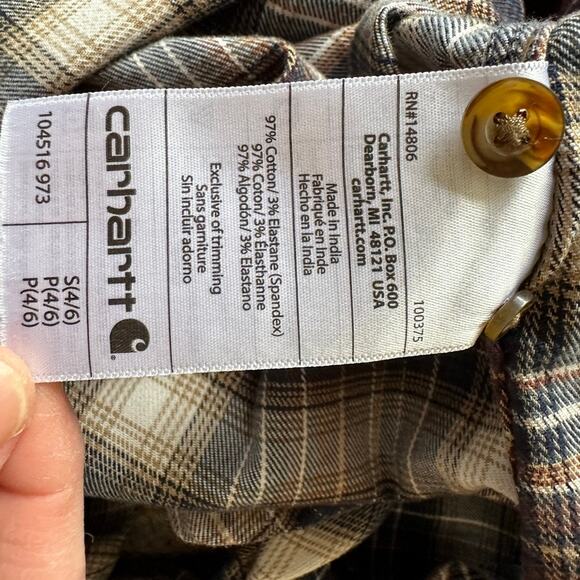 RN#14806
100375
Carhartt, Inc. P.O. Box 600
Dearborn, MI 48121 USA
carhartt.com
Made in India
Fabriqué en Inde
Hecho en la India
97% Cotton/ 3% Elastane (Spandex)
97% Coton/ 3% Élasthanne
97% Algodón/ 3% Elastano
Exclusive of trimming
Sans garniture
Sin incluir adorno
carhartt
104516 973
S(4/6)
P(4/6)
P(4/6)